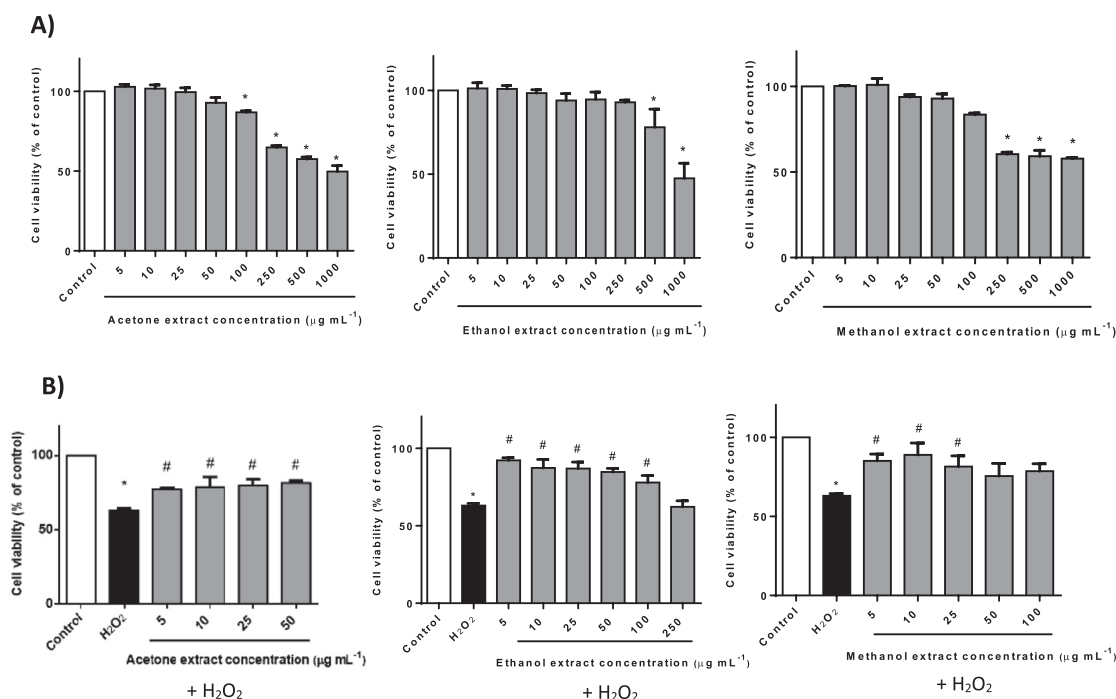 A)
Cell viability (% of control)
100
50
0
Control 5 10 25 50 100 250 500 1000
* * * *
Acetone extract concentration (μg mL⁻¹)
Cell viability (% of control)
100
50
0
Control 5 10 25 50 100 250 500 1000
* *
Ethanol extract concentration (μg mL⁻¹)
Cell viability (% of control)
100
50
0
Control 5 10 25 50 100 250 500 1000
* * *
Methanol extract concentration (μg mL⁻¹)
B)
Cell viability (% of control)
100
50
0
* # # # #
Control H₂O₂ 5 10 25 50
Acetone extract concentration (μg mL⁻¹)
+ H₂O₂
Cell viability (% of control)
100
50
0
* # # # # #
Control H₂O₂ 5 10 25 50 100 250
Ethanol extract concentration (μg mL⁻¹)
+ H₂O₂
Cell viability (% of control)
100
50
0
* # # #
Control H₂O₂ 5 10 25 50 100
Methanol extract concentration (μg mL⁻¹)
+ H₂O₂